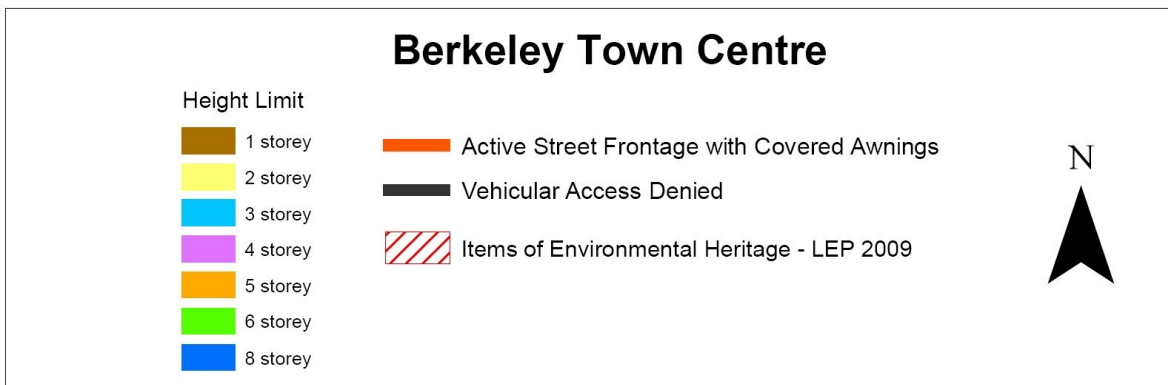 Berkeley Town Centre
Height Limit
1 storey
2 storey
3 storey
4 storey
5 storey
6 storey
8 storey
Active Street Frontage with Covered Awnings
Vehicular Access Denied
Items of Environmental Heritage - LEP 2009
N